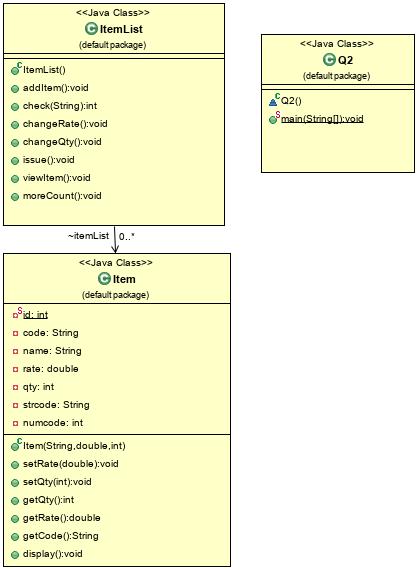 <<Java Class>>
ItemList
(default package)
ItemList()
addItem():void
check(String):int
changeRate():void
changeQty():void
issue():void
viewItem():void
moreCount():void
<<Java Class>>
Q2
(default package)
Q2()
main(String[]):void
~itemList 0..*
<<Java Class>>
Item
(default package)
id: int
code: String
name: String
rate: double
qty: int
strcode: String
numcode: int
Item(String,double,int)
setRate(double):void
setQty(int):void
getQty():int
getRate():double
getCode():String
display():void